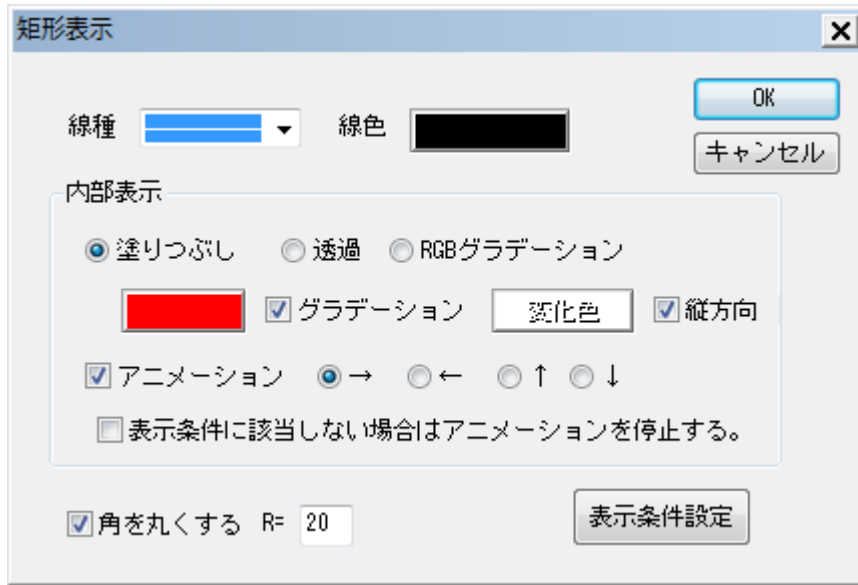 矩形表示
線種 線色 OK
キャンセル
内部表示
塗りつぶし 透過 RGBグラデーション
グラデーション 変化色 縦方向
アニメーション → ← ↑ ↓
表示条件に該当しない場合はアニメーションを停止する。
角を丸くする R= 20 表示条件設定